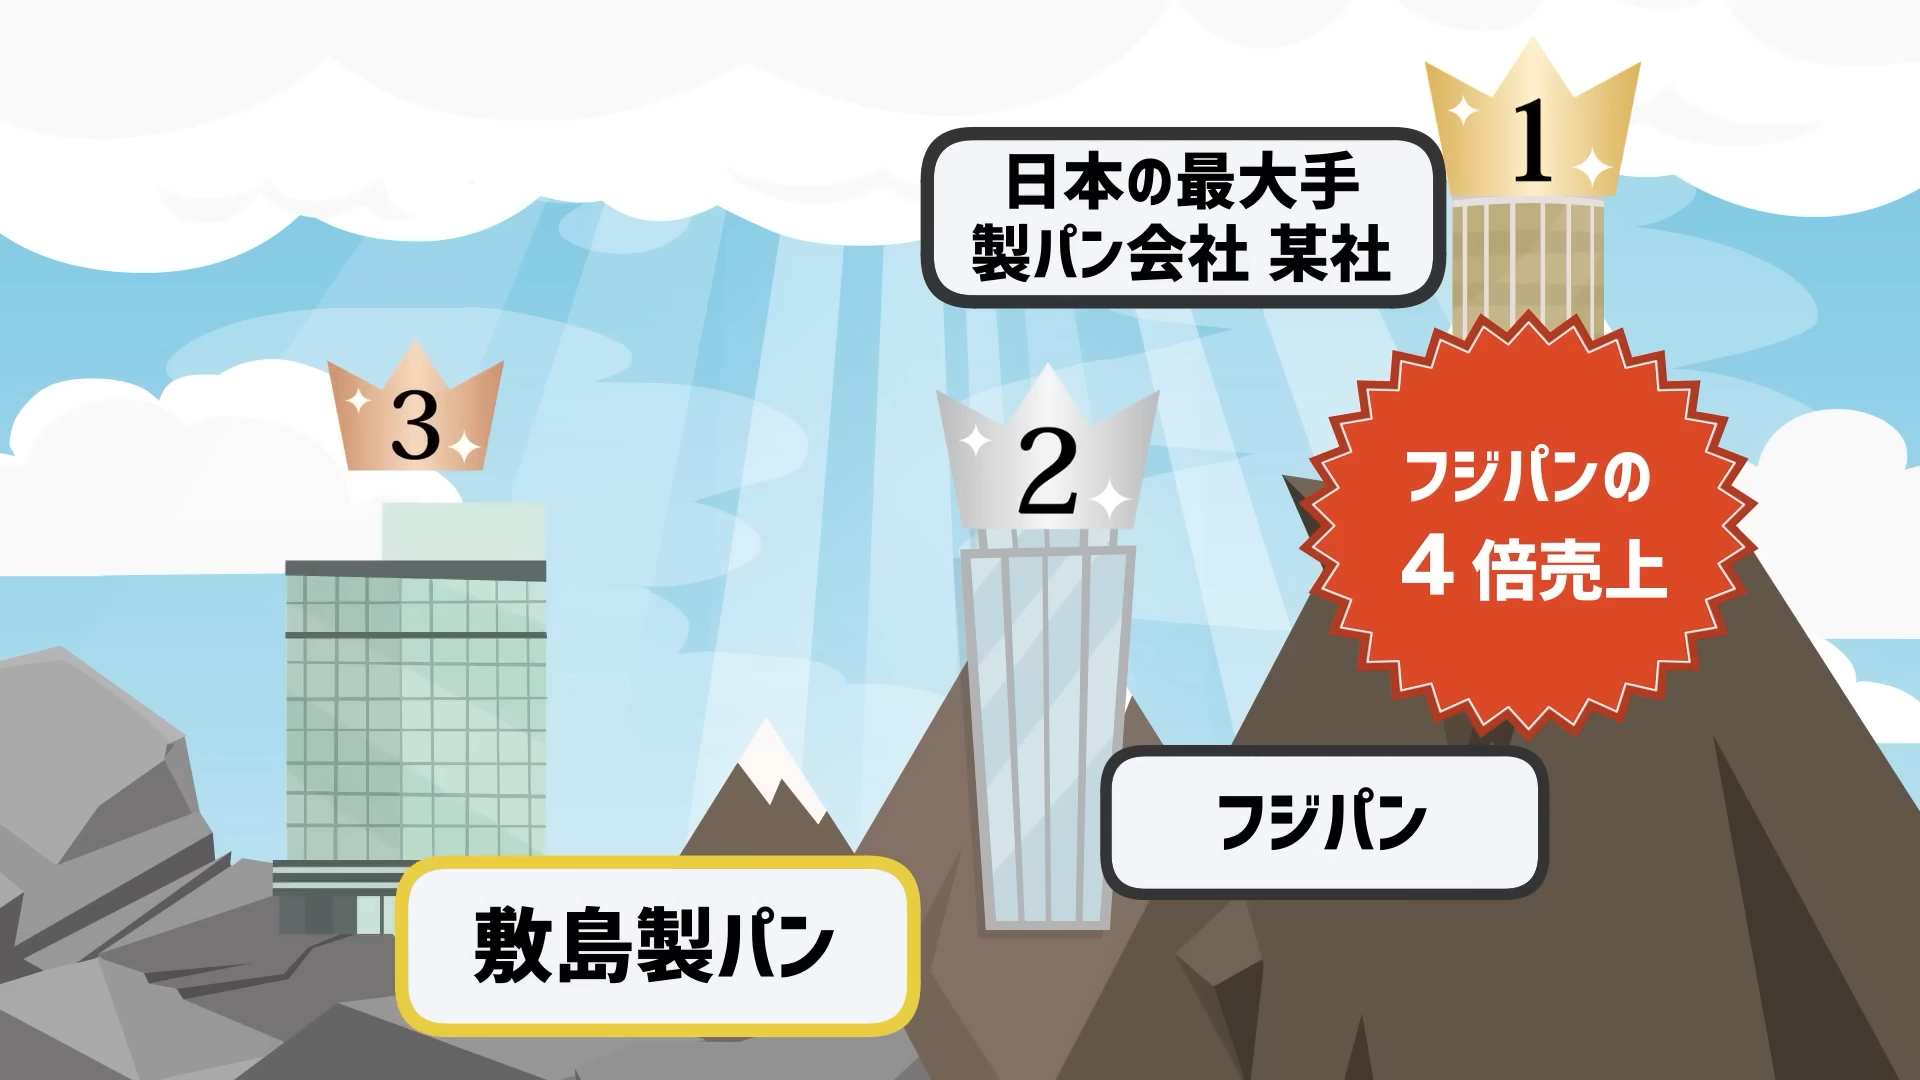 1
日本の最大手
製パン会社 某社
3
2
フジパンの
4倍売上
フジパン
敷島製パン